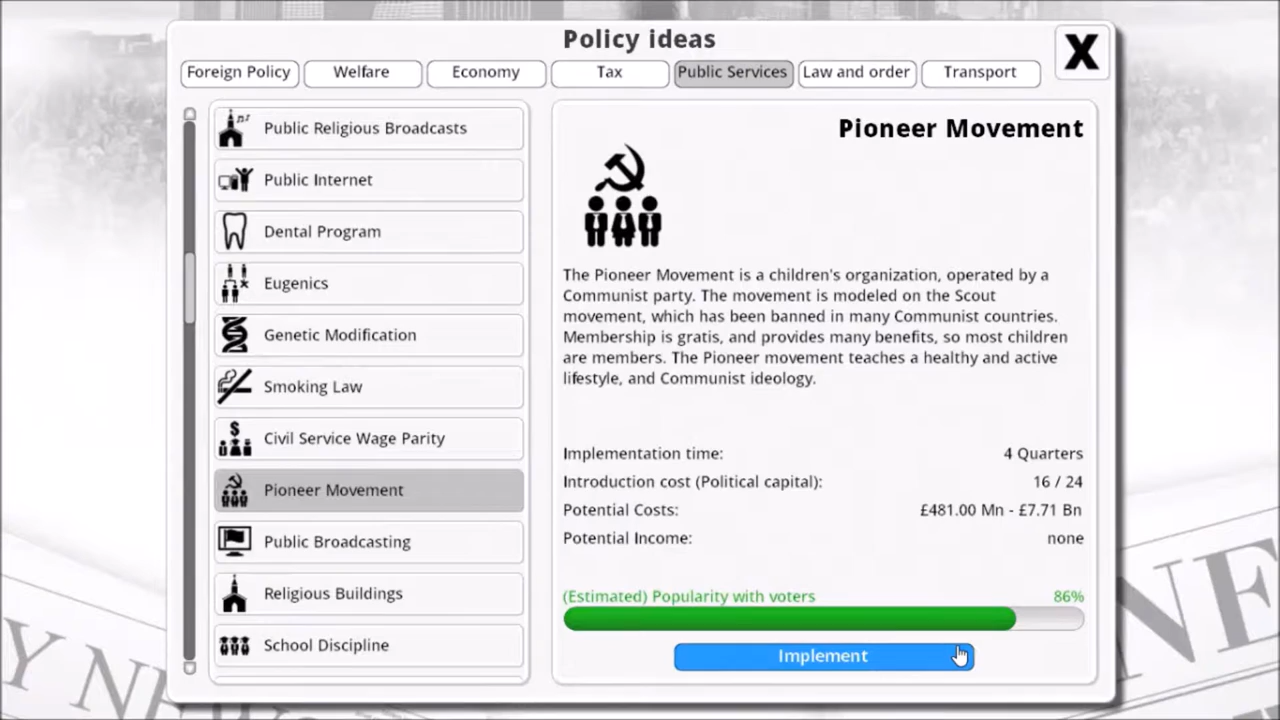 Policy ideas
X
Foreign Policy
Welfare
Economy
Tax
Public Services
Law and order
Transport
Public Religious Broadcasts
Public Internet
Dental Program
Eugenics
Genetic Modification
Smoking Law
Civil Service Wage Parity
Pioneer Movement
Public Broadcasting
Religious Buildings
School Discipline
Pioneer Movement
The Pioneer Movement is a children's organization, operated by a
Communist party. The movement is modeled on the Scout
movement, which has been banned in many Communist countries.
Membership is gratis, and provides many benefits, so most children
are members. The Pioneer movement teaches a healthy and active
lifestyle, and Communist ideology.
Implementation time: 4 Quarters
Introduction cost (Political capital): 16 / 24
Potential Costs: £481.00 Mn - £7.71 Bn
Potential Income: none
(Estimated) Popularity with voters 86%
Implement